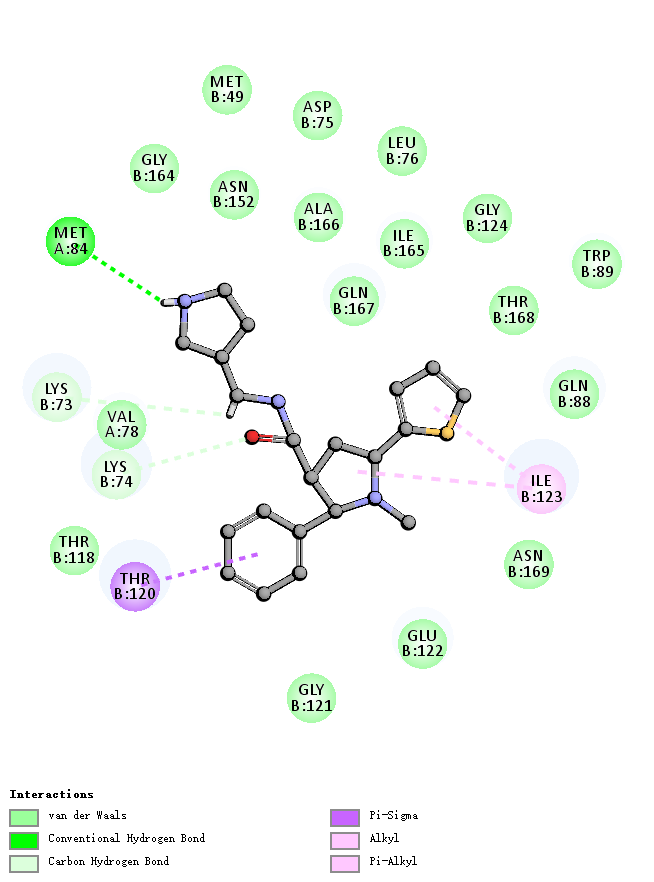 MET
B:49
ASP
B:75
LEU
B:76
GLY
B:164
ASN
B:152
ALA
B:166
ILE
B:165
GLY
B:124
MET
A:84
TRP
B:89
GLN
B:167
THR
B:168
LYS
B:73
VAL
A:78
GLN
B:88
LYS
B:74
ILE
B:123
THR
B:118
THR
B:120
ASN
B:169
GLU
B:122
GLY
B:121
Interactions
van der Waals
Conventional Hydrogen Bond
Carbon Hydrogen Bond
Pi-Sigma
Alkyl
Pi-Alkyl